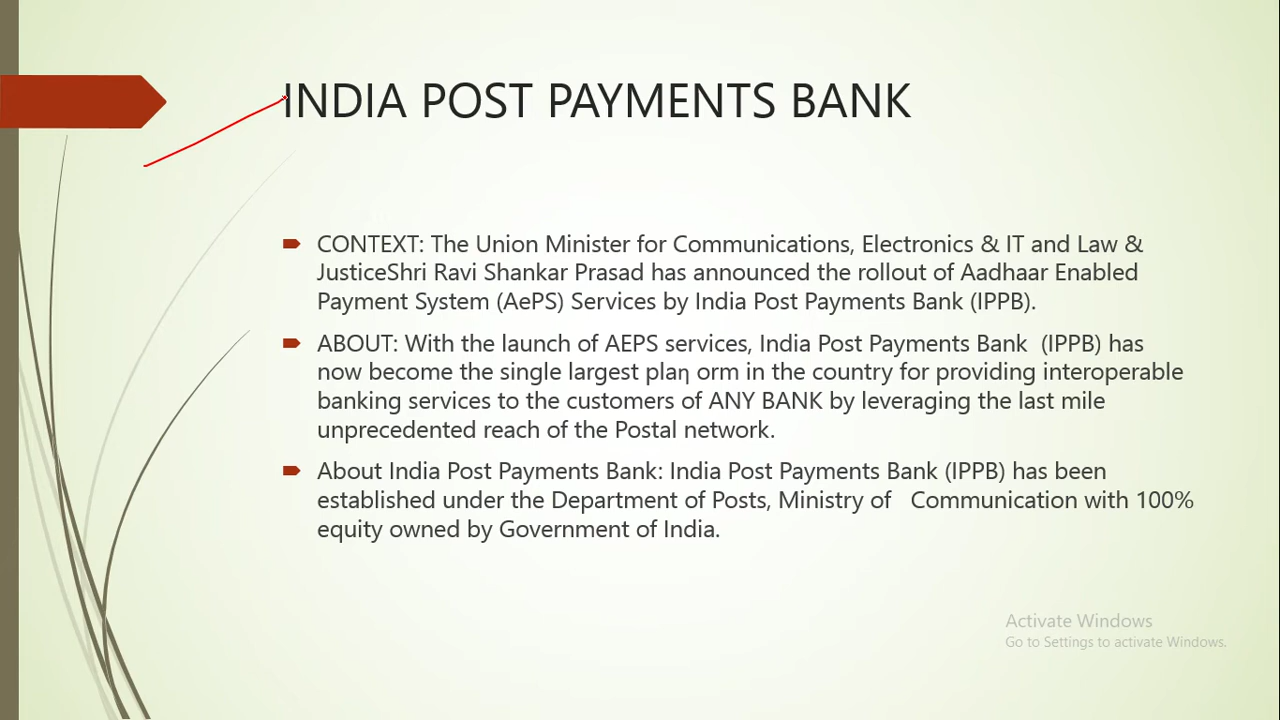 INDIA POST PAYMENTS BANK
CONTEXT: The Union Minister for Communications, Electronics & IT and Law &
JusticeShri Ravi Shankar Prasad has announced the rollout of Aadhaar Enabled
Payment System (AePS) Services by India Post Payments Bank (IPPB).
ABOUT: With the launch of AEPS services, India Post Payments Bank  (IPPB) has
now become the single largest plaƞ orm in the country for providing interoperable
banking services to the customers of ANY BANK by leveraging the last mile
unprecedented reach of the Postal network.
About India Post Payments Bank: India Post Payments Bank (IPPB) has been
established under the Department of Posts, Ministry of   Communication with 100%
equity owned by Government of India.
Activate Windows
Go to Settings to activate Windows.